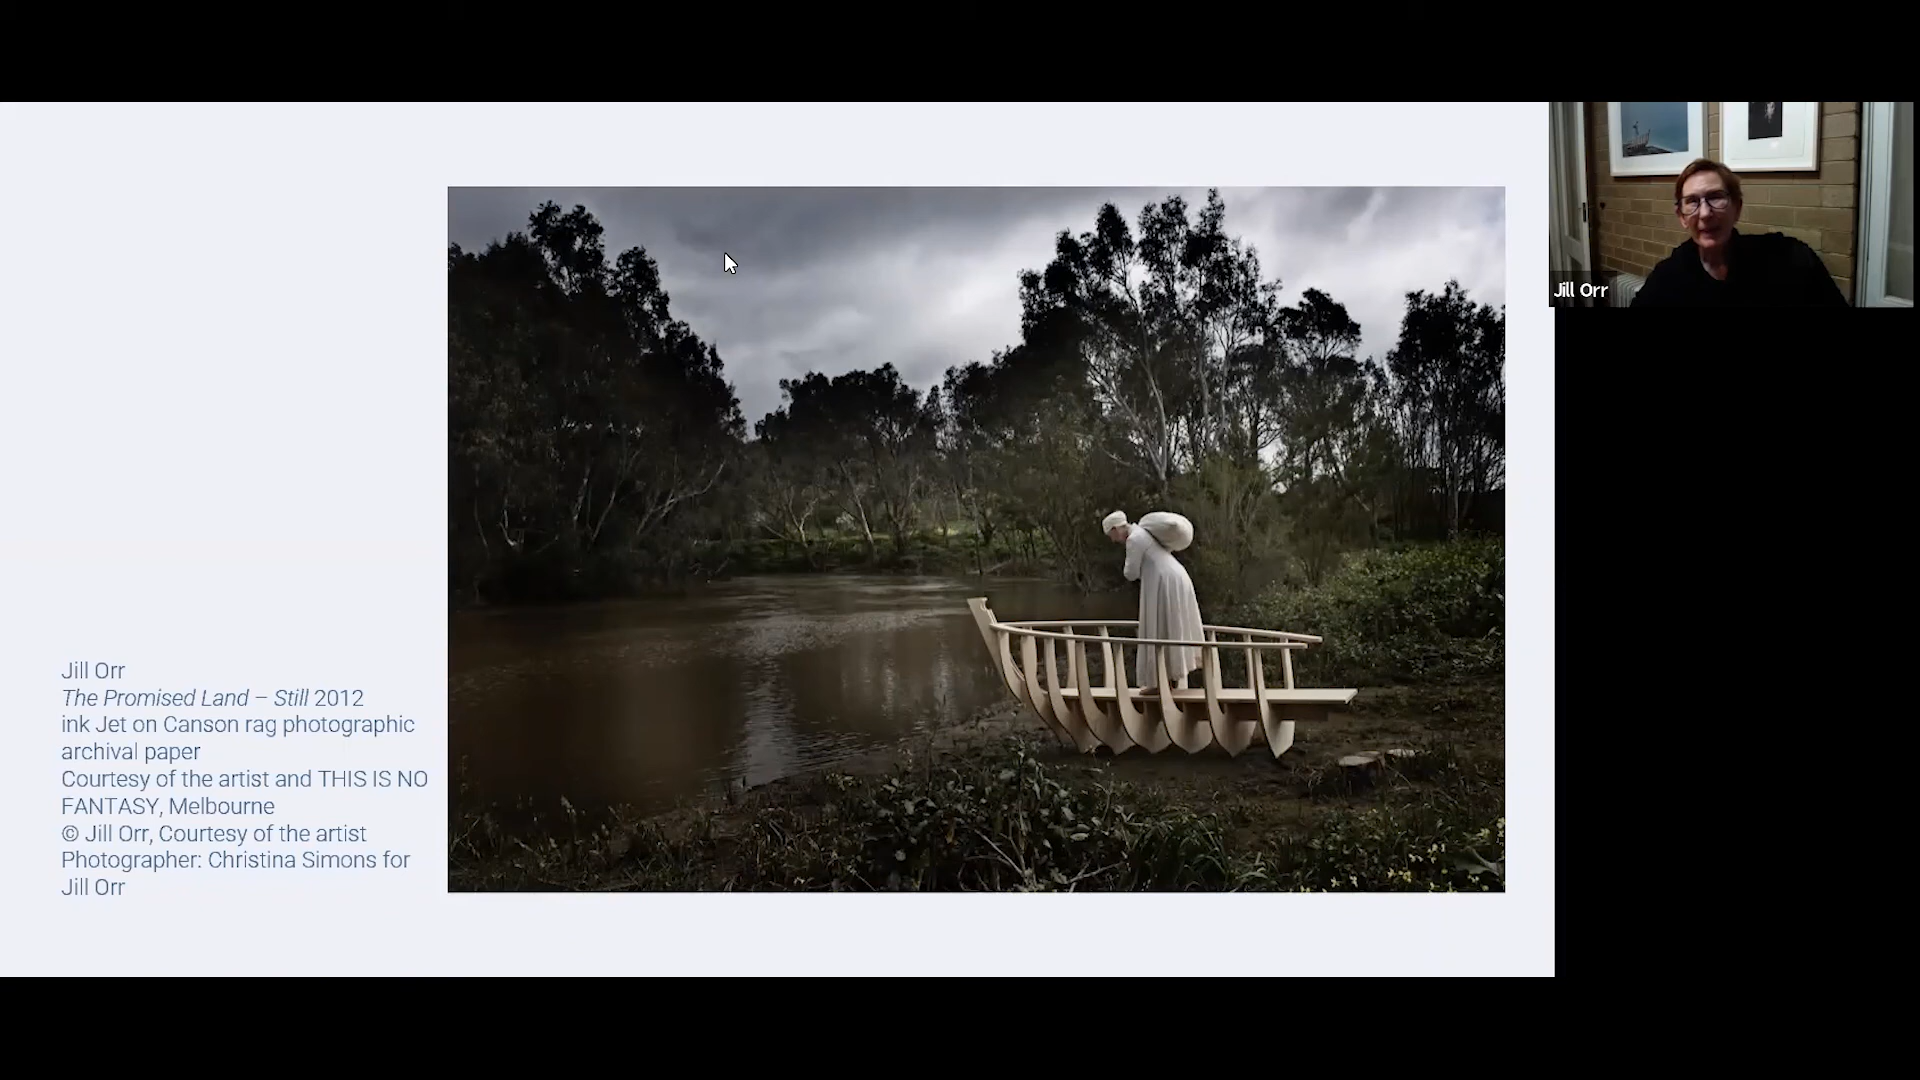 Jill Orr
The Promised Land – Still 2012
ink Jet on Canson rag photographic
archival paper
Courtesy of the artist and THIS IS NO
FANTASY, Melbourne
© Jill Orr, Courtesy of the artist
Photographer: Christina Simons for
Jill Orr
Jill Orr